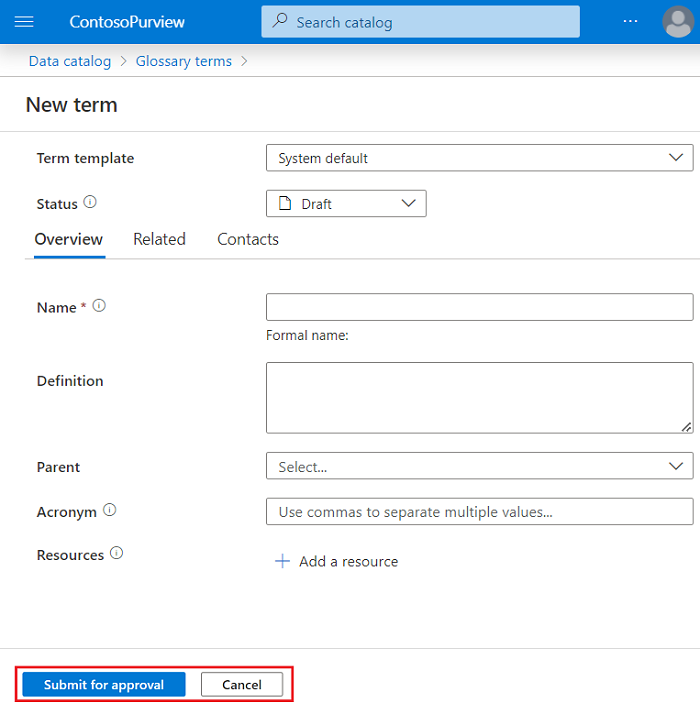 ContosoPurview Search catalog ...
Data catalog > Glossary terms >
New term
Term template System default
Status Draft
Overview Related Contacts
Name *
Formal name:
Definition
Parent Select...
Acronym Use commas to separate multiple values...
Resources + Add a resource
Submit for approval Cancel